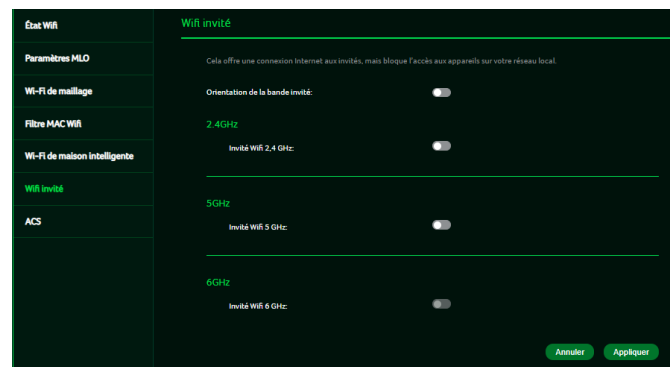 État Wifi
Paramètres MLO
Wi-Fi de maillage
Filtre MAC Wifi
Wi-Fi de maison intelligente
Wifi invité
ACS
Wifi invité
Cela offre une connexion Internet aux invités, mais bloque l'accès aux appareils sur votre réseau local.
Orientation de la bande invité:
2.4GHz
Invité Wifi 2,4 GHz:
5GHz
Invité Wifi 5 GHz:
6GHz
Invité Wifi 6 GHz:
Annuler Appliquer